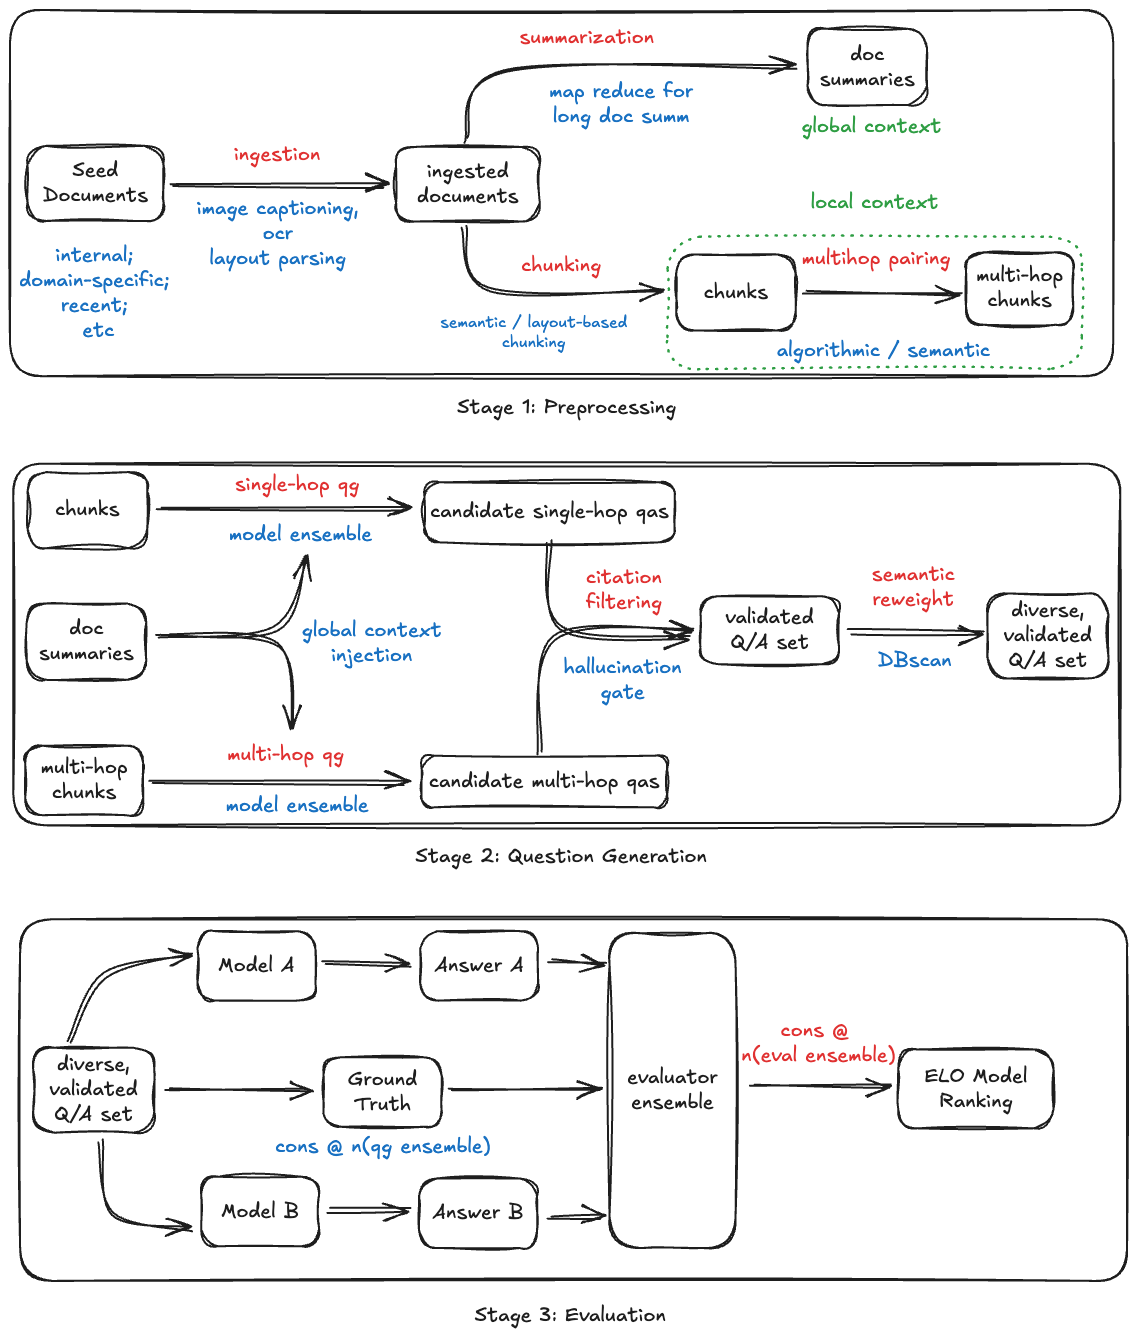 summarization
map reduce for
long doc summ
doc
summaries
global context
Seed
Documents
internal;
domain-specific;
recent;
etc
ingestion
image captioning,
ocr
layout parsing
ingested
documents
local context
chunking
semantic / layout-based
chunking
chunks
multihop pairing
multi-hop
chunks
algorithmic / semantic
Stage 1: Preprocessing
chunks
single-hop qg
model ensemble
candidate single-hop qas
doc
summaries
global context
injection
citation
filtering
hallucination
gate
validated
Q/A set
semantic
reweight
DBscan
diverse,
validated
Q/A set
multi-hop
chunks
multi-hop qg
model ensemble
candidate multi-hop qas
Stage 2: Question Generation
Model A
Answer A
diverse,
validated
Q/A set
Ground
Truth
cons @ n(qg ensemble)
evaluator
ensemble
cons @
n(eval ensemble)
ELO Model
Ranking
Model B
Answer B
Stage 3: Evaluation